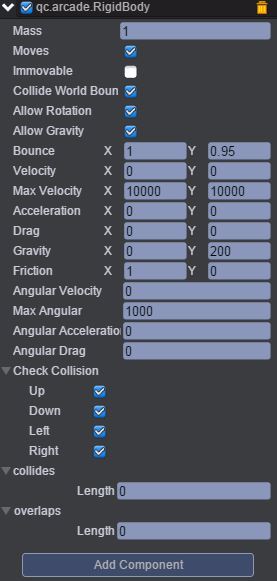 qc.arcade.RigidBody
Mass 1
Moves
Immovable
Collide World Boun
Allow Rotation
Allow Gravity
Bounce X 1 Y 0.95
Velocity X 0 Y 0
Max Velocity X 10000 Y 10000
Acceleration X 0 Y 0
Drag X 0 Y 0
Gravity X 0 Y 200
Friction X 1 Y 0
Angular Velocity 0
Max Angular 1000
Angular Acceleration 0
Angular Drag 0
Check Collision
Up
Down
Left
Right
collides
Length 0
overlaps
Length 0
Add Component